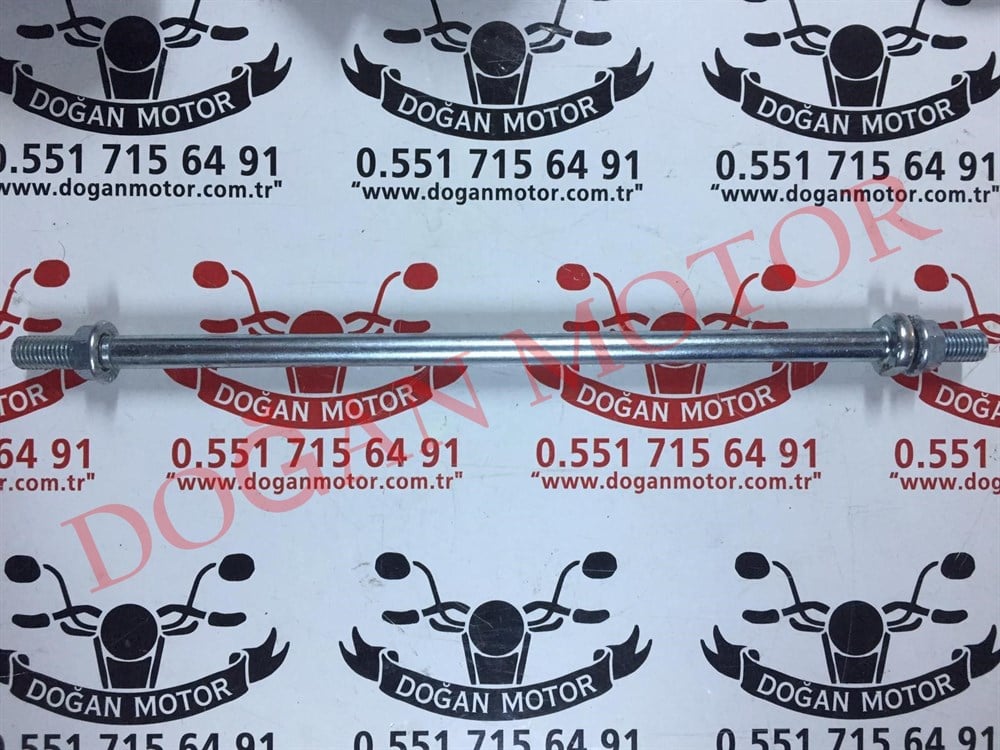 DOĞAN MOTOR DOĞAN MOTOR DOĞAN MOTOR
0.551 715 64 91 0.551 715 64 91 0.551 715 64 91
www.doganmotor.com.tr" “www.doganmotor.com.tr" “www.doganmotor.com.tr"
DOĞAN MOTOR
TOR DOĞAN MOTOR DOĞAN MOTOR DOĞ
64 91 0.551 715 64 91 0.551 715 64 91 0.551
r.com.tr" “www.doganmotor.com.tr" “www.doganmotor.com.tr" “www.dog
DOĞAN MOTOR DOĞAN MOTOR DOĞAN MOTOR
0.551 715 64 91 0.551 715 64 91 0.551 715 64 91